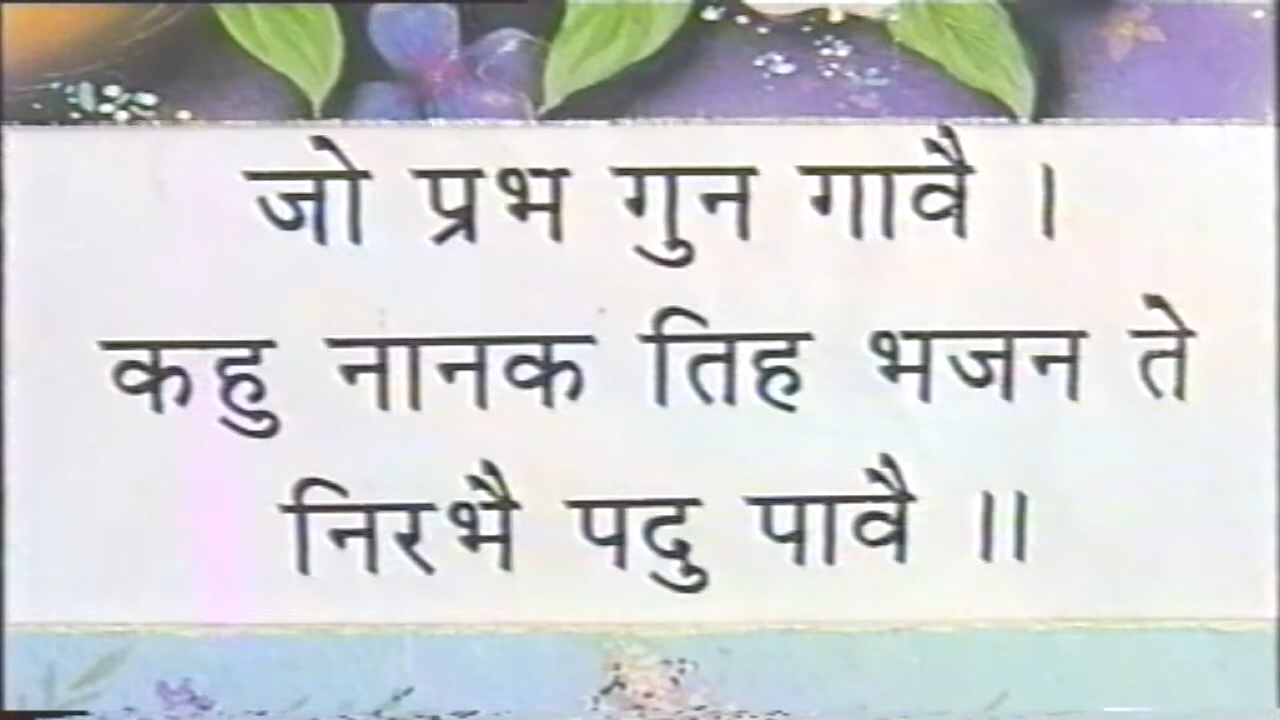 जो प्रभ गुन गावै ।
कहु नानक तिह भजन ते
निरभै पदु पावै ॥